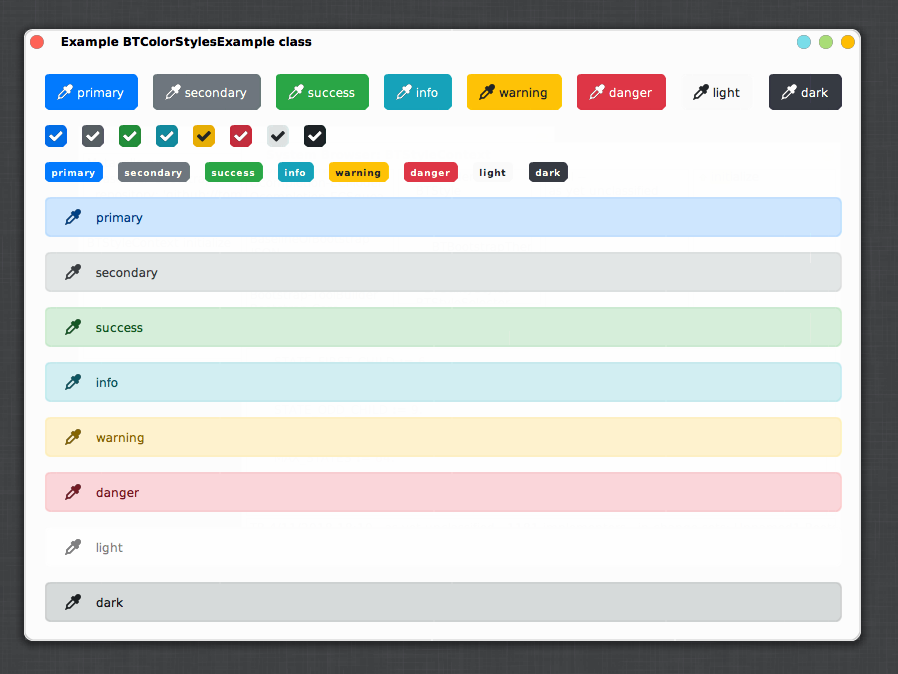 Example BTColorStylesExample class
primary secondary success info warning danger light dark
primary secondary success info warning danger light dark
primary
secondary
success
info
warning
danger
light
dark